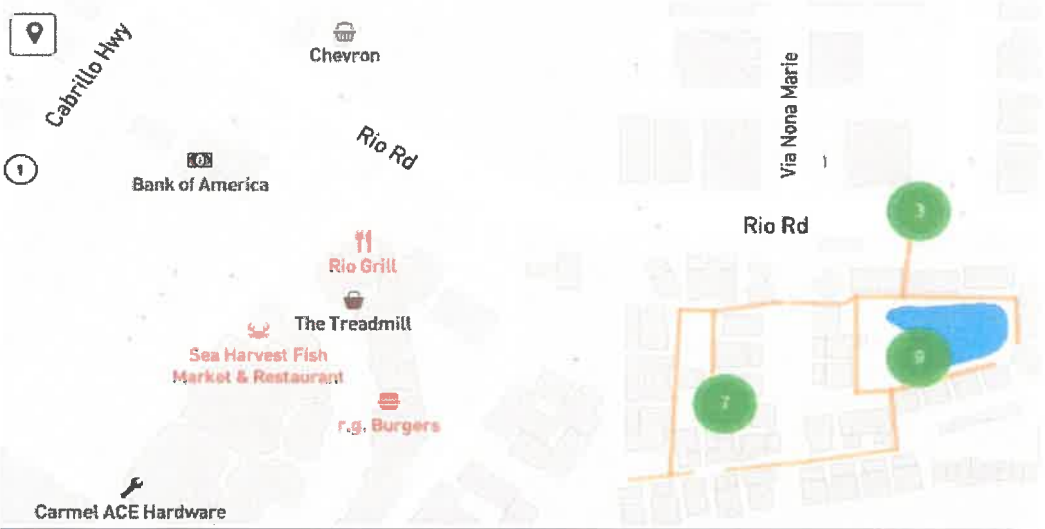 Cabrillo Hwy
Chevron
1
Bank of America
Rio Rd
Via Nona Marie
Rio Rd
3
Rio Grill
The Treadmill
Sea Harvest Fish
Market & Restaurant
r.g. Burgers
9
7
Carmel ACE Hardware